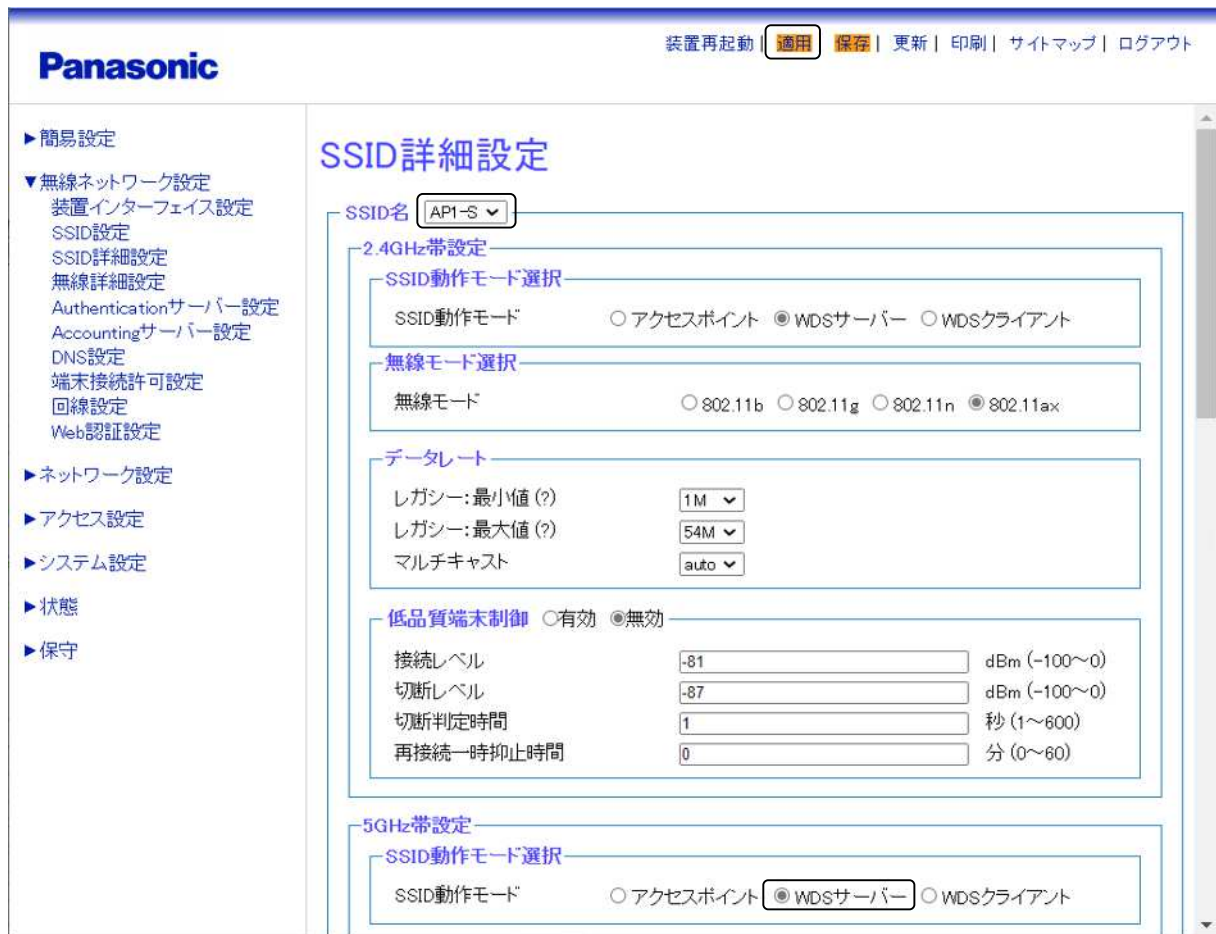 Panasonic
装置再起動 | 適用 保存 | 更新 | 印刷 | サイトマップ | ログアウト
▶簡易設定
▼無線ネットワーク設定
装置インターフェイス設定
SSID設定
SSID詳細設定
無線詳細設定
Authenticationサーバー設定
Accountingサーバー設定
DNS設定
端末接続許可設定
回線設定
Web認証設定
▶ネットワーク設定
▶アクセス設定
▶システム設定
▶状態
▶保守
SSID詳細設定
SSID名 AP1-S
2.4GHz帯設定
SSID動作モード選択
SSID動作モード ○アクセスポイント ◉WDSサーバー ○WDSクライアント
無線モード選択
無線モード ○802.11b ○802.11g ○802.11n ◉802.11ax
データレート
レガシー:最小値(?) 1M
レガシー:最大値(?) 54M
マルチキャスト auto
低品質端末制御 ○有効 ◉無効
接続レベル -81 dBm (-100～0)
切断レベル -87 dBm (-100～0)
切断判定時間 1 秒 (1～600)
再接続一時抑止時間 0 分 (0～60)
5GHz帯設定
SSID動作モード選択
SSID動作モード ○アクセスポイント ◉WDSサーバー ○WDSクライアント